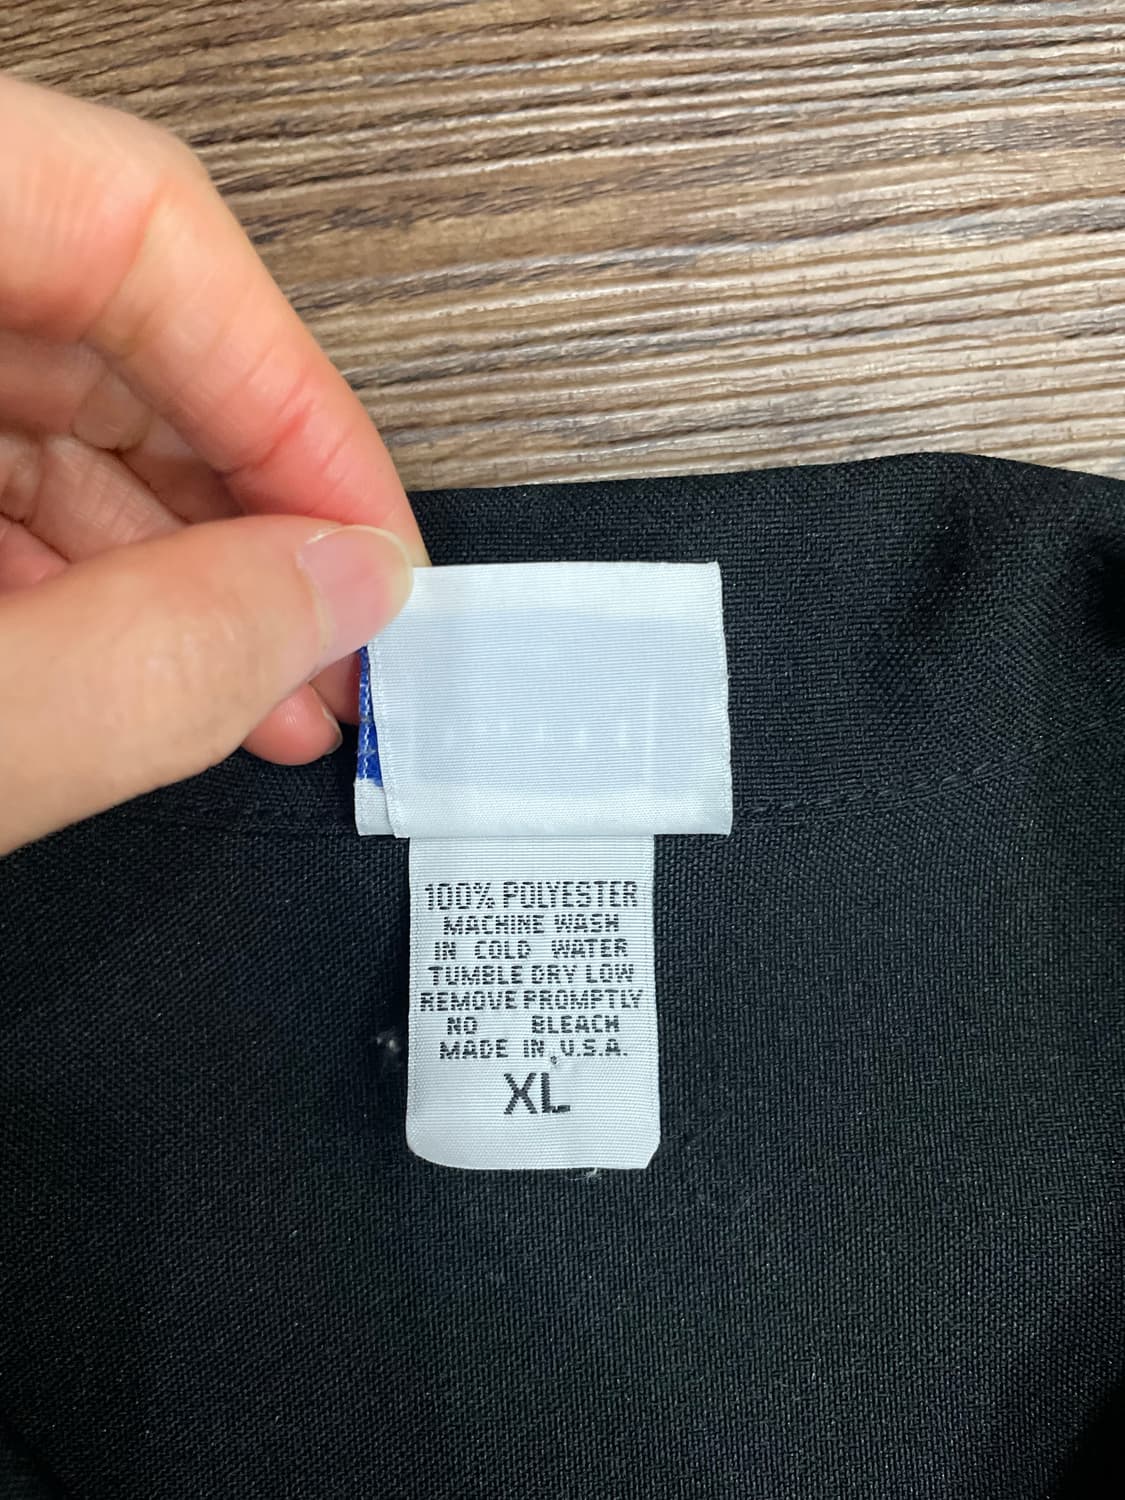 100% POLYESTER
MACHINE WASH
IN COLD WATER
TUMBLE DRY LOW
REMOVE PROMPTLY
NO BLEACH
MADE IN U.S.A.
XL